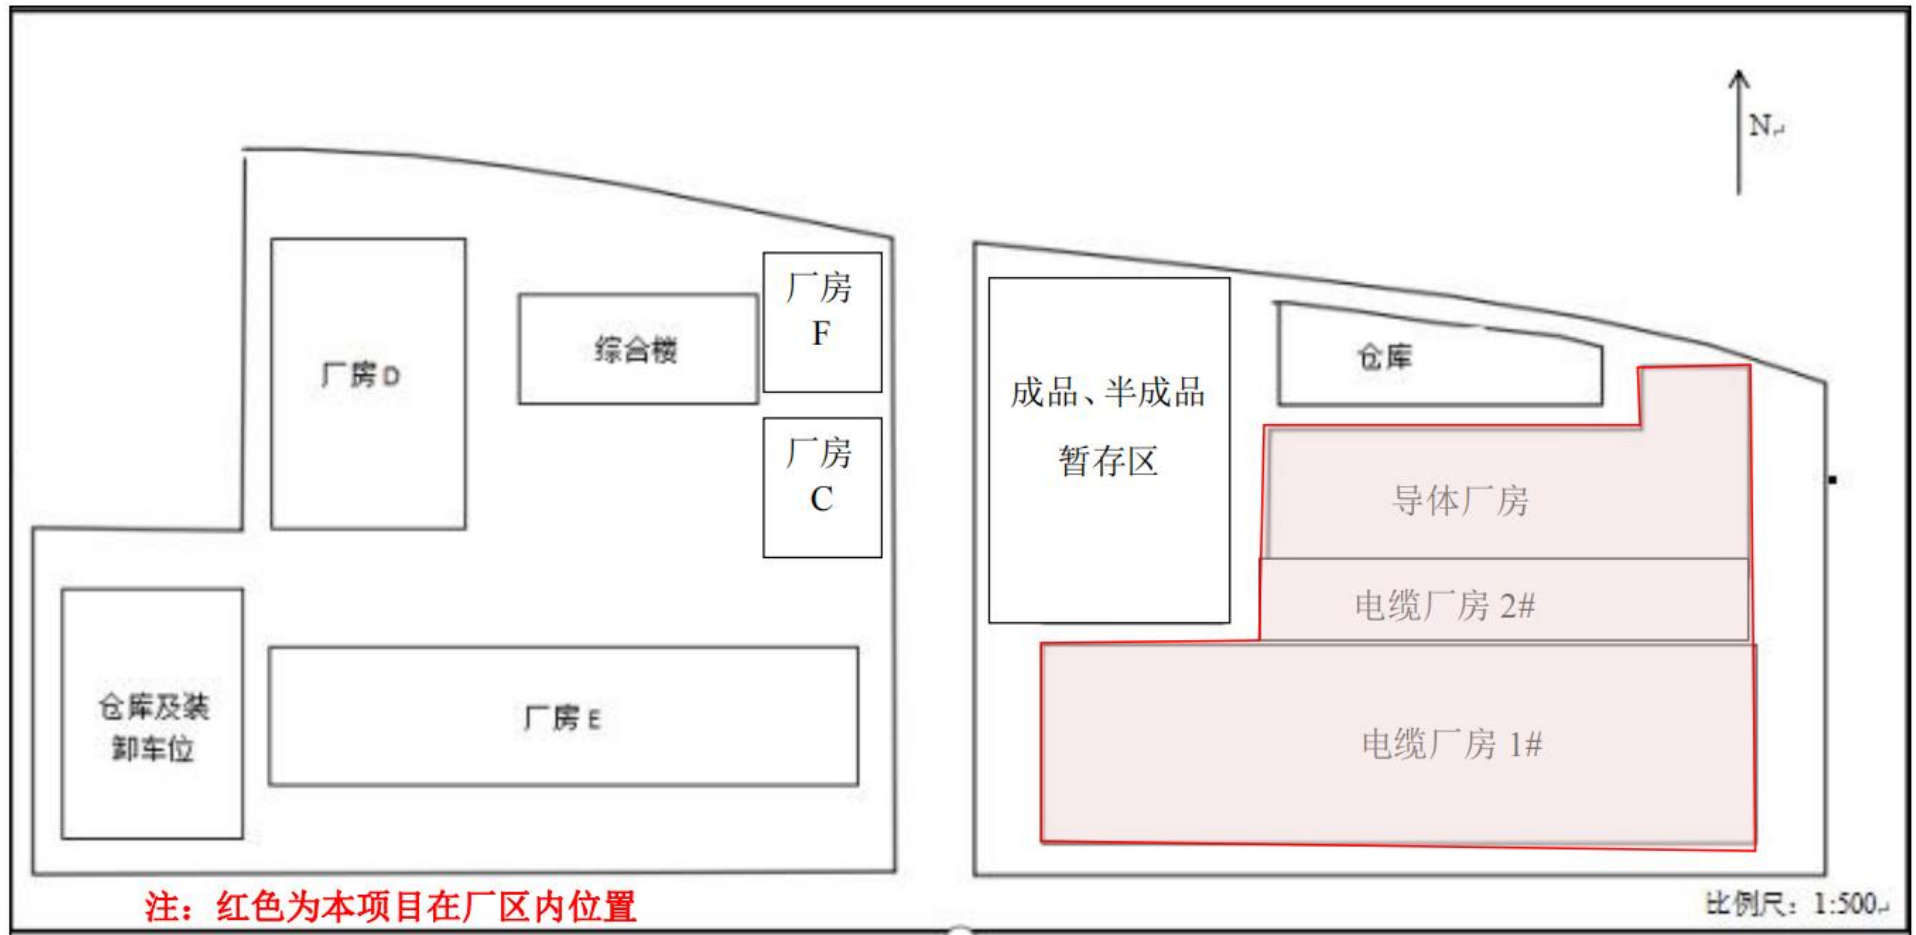 N
厂房
F
综合楼
厂房D
厂房
C
仓库
成品、半成品
暂存区
导体厂房
电缆厂房 2#
仓库及装
卸车位
厂房 E
电缆厂房 1#
注：红色为本项目在厂区内位置
比例尺：1:500